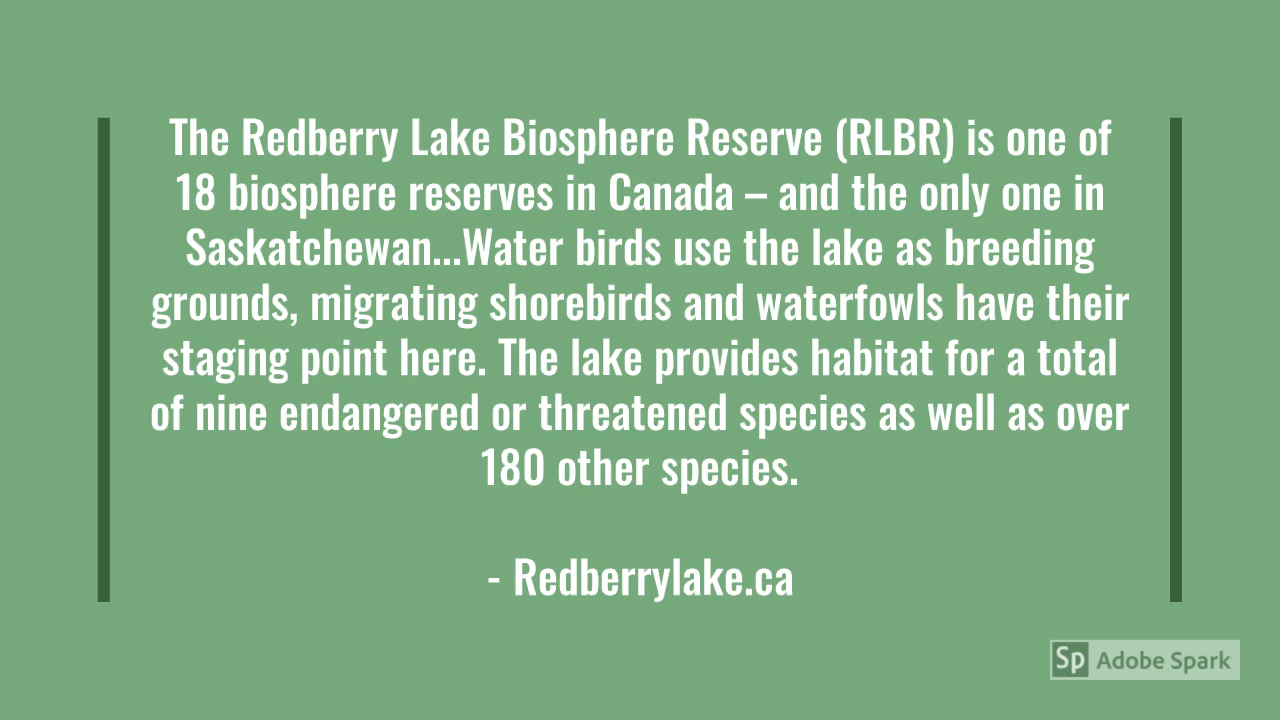 The Redberry Lake Biosphere Reserve (RLBR) is one of
18 biosphere reserves in Canada – and the only one in
Saskatchewan...Water birds use the lake as breeding
grounds, migrating shorebirds and waterfowls have their
staging point here. The lake provides habitat for a total
of nine endangered or threatened species as well as over
180 other species.
- Redberrylake.ca
Sp Adobe Spark